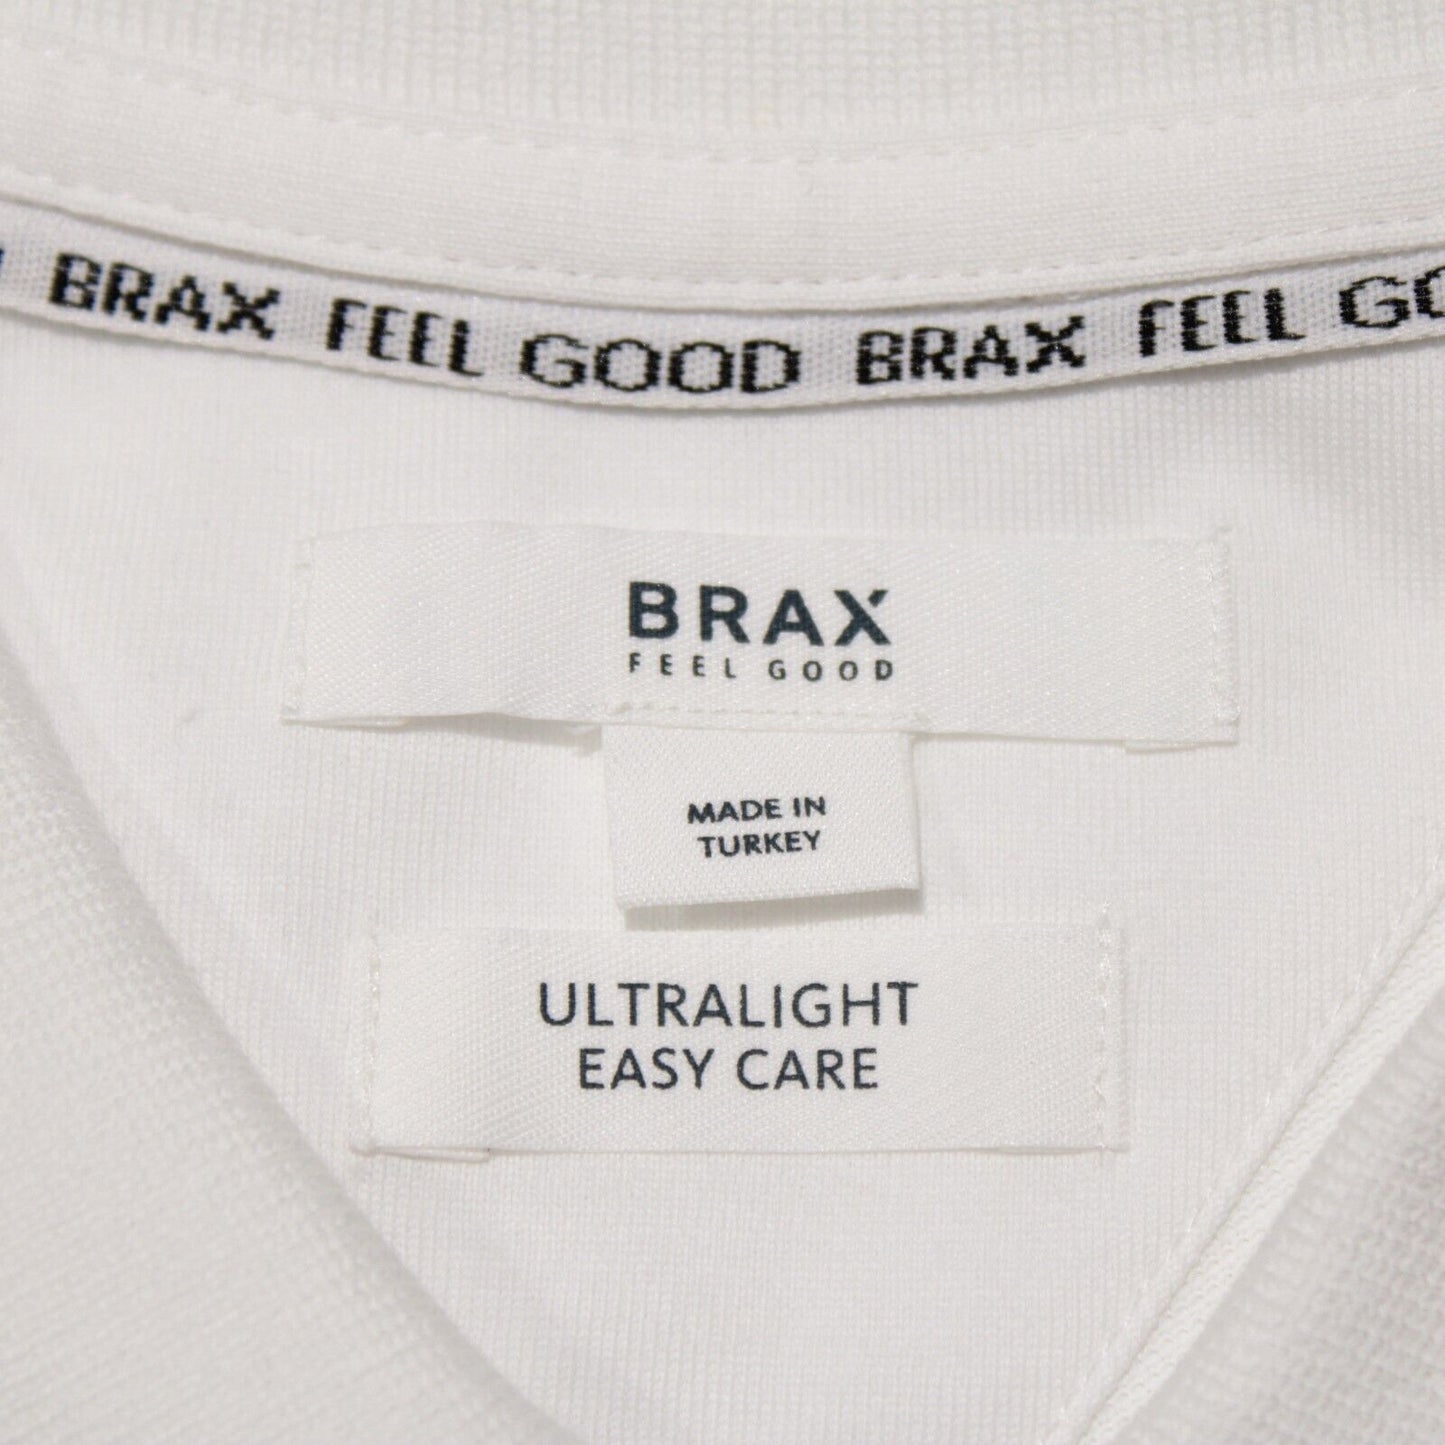 BRAX FEEL GOOD BRAX FEEL
BRAX
FEEL GOOD
MADE IN
TURKEY
ULTRALIGHT
EASY CARE